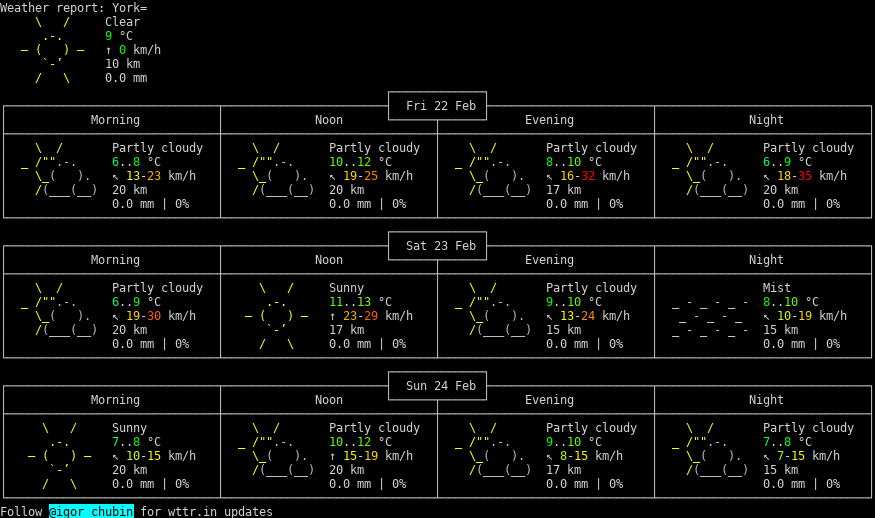 Weather report: York=
Clear
9 °C
↑ 0 km/h
10 km
0.0 mm
Fri 22 Feb
Morning Noon Evening Night
Partly cloudy Partly cloudy Partly cloudy Partly cloudy
6..8 °C 10..12 °C 8..10 °C 6..9 °C
↖ 13-23 km/h ↖ 19-25 km/h ↖ 16-32 km/h ↖ 18-35 km/h
20 km 20 km 17 km 20 km
0.0 mm | 0% 0.0 mm | 0% 0.0 mm | 0% 0.0 mm | 0%
Sat 23 Feb
Morning Noon Evening Night
Partly cloudy Sunny Partly cloudy Mist
6..9 °C 11..13 °C 9..10 °C 8..10 °C
↖ 19-30 km/h ↑ 23-29 km/h ↖ 13-24 km/h ↖ 10-19 km/h
20 km 17 km 15 km 15 km
0.0 mm | 0% 0.0 mm | 0% 0.0 mm | 0% 0.0 mm | 0%
Sun 24 Feb
Morning Noon Evening Night
Sunny Partly cloudy Partly cloudy Partly cloudy
7..8 °C 10..12 °C 9..10 °C 7..8 °C
↖ 10-15 km/h ↑ 15-19 km/h ↖ 8-15 km/h ↖ 7-15 km/h
20 km 20 km 17 km 15 km
0.0 mm | 0% 0.0 mm | 0% 0.0 mm | 0% 0.0 mm | 0%
Follow @igor_chubin for wttr.in updates